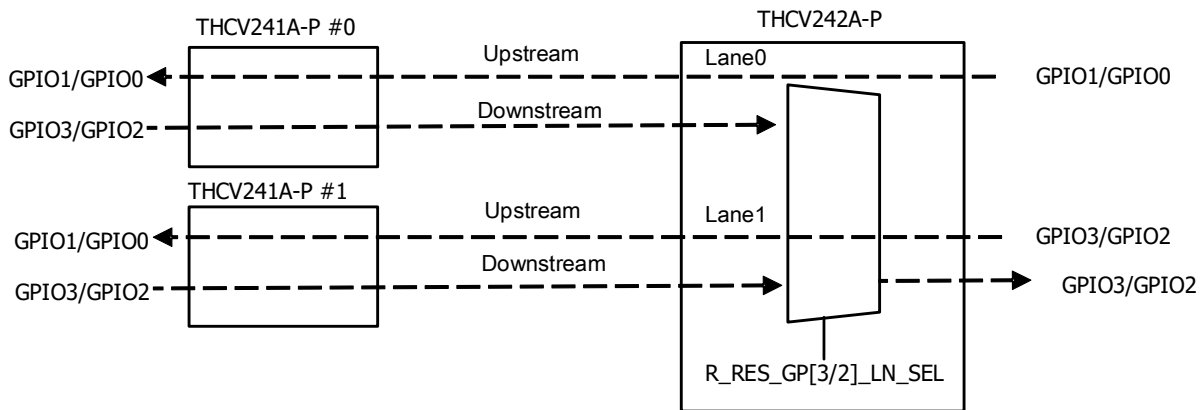 THCV241A-P #0
THCV242A-P
Upstream
Lane0
GPIO1/GPIO0
GPIO1/GPIO0
Downstream
GPIO3/GPIO2
THCV241A-P #1
Upstream
Lane1
GPIO1/GPIO0
GPIO3/GPIO2
Downstream
GPIO3/GPIO2
GPIO3/GPIO2
R_RES_GP[3/2]_LN_SEL